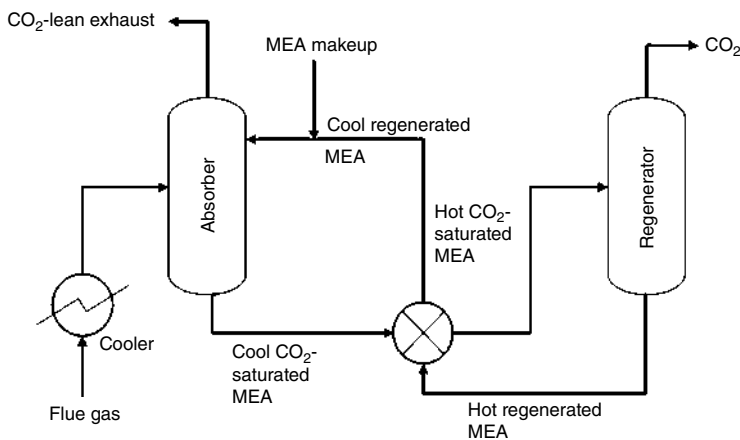 CO₂-lean exhaust
MEA makeup
CO₂
Cool regenerated
MEA
Absorber
Regenerator
Hot CO₂-
saturated
MEA
Cooler
Cool CO₂-
saturated
MEA
Flue gas
Hot regenerated
MEA